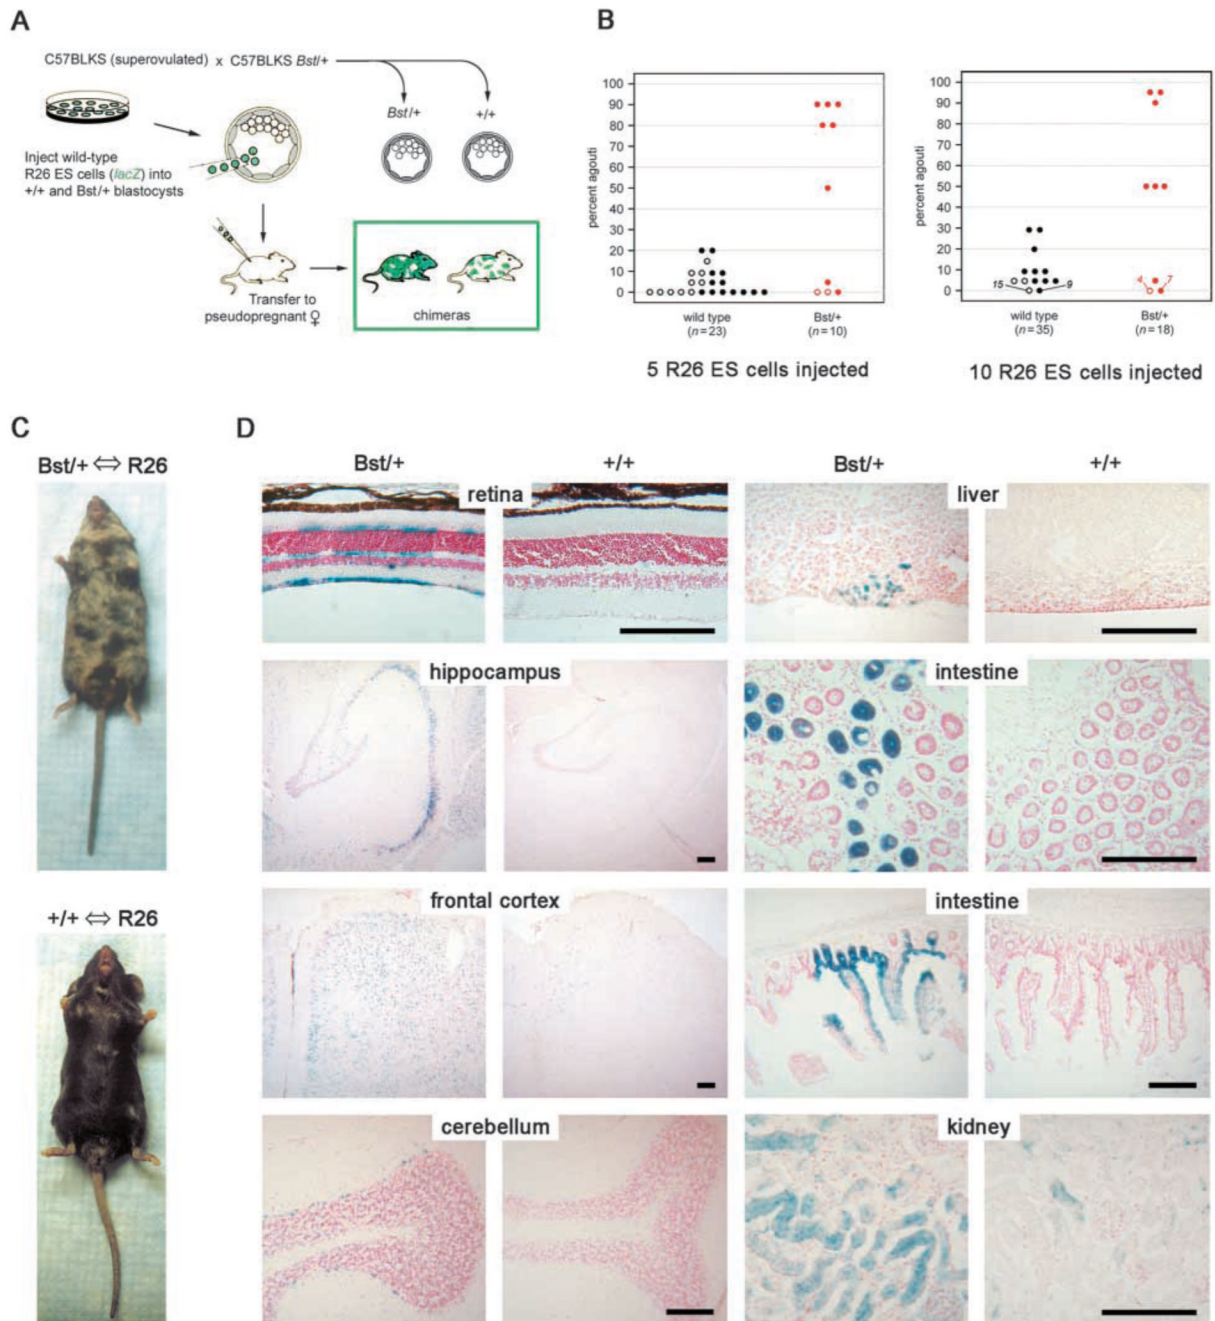 A
C57BLKS (superovulated) x C57BLKS Bst/+
Bst/+
+/+
Inject wild-type
R26 ES cells (lacZ) into
+/+ and Bst/+ blastocysts
Transfer to
pseudopregnant ♀
chimeras
B
percent agouti
100
90
80
70
60
50
40
30
20
10
0
wild type
(n=23)
Bst/+
(n=10)
5 R26 ES cells injected
percent agouti
100
90
80
70
60
50
40
30
20
10
0
15
9
4
7
wild type
(n=35)
Bst/+
(n=18)
10 R26 ES cells injected
C
Bst/+ ⇔ R26
+/+ ⇔ R26
D
Bst/+
+/+
Bst/+
+/+
retina
liver
hippocampus
intestine
frontal cortex
intestine
cerebellum
kidney